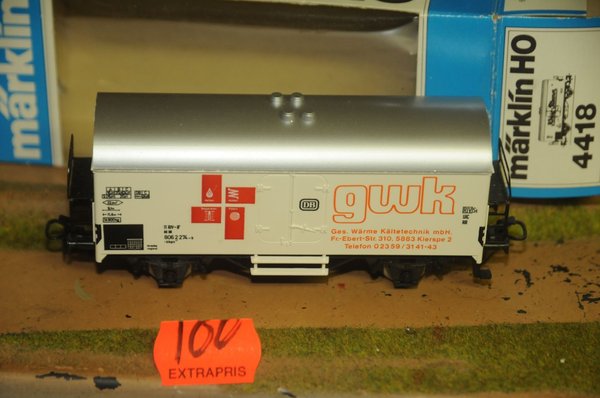 märklin
märklin HO
4418
DB
gwk
Ges. Wärme Kältetechnik mbH.
Fr.-Ebert-Str. 310, 5883 Kierspe 2
Telefon 02359/3141-43
100
EXTRAPRIS